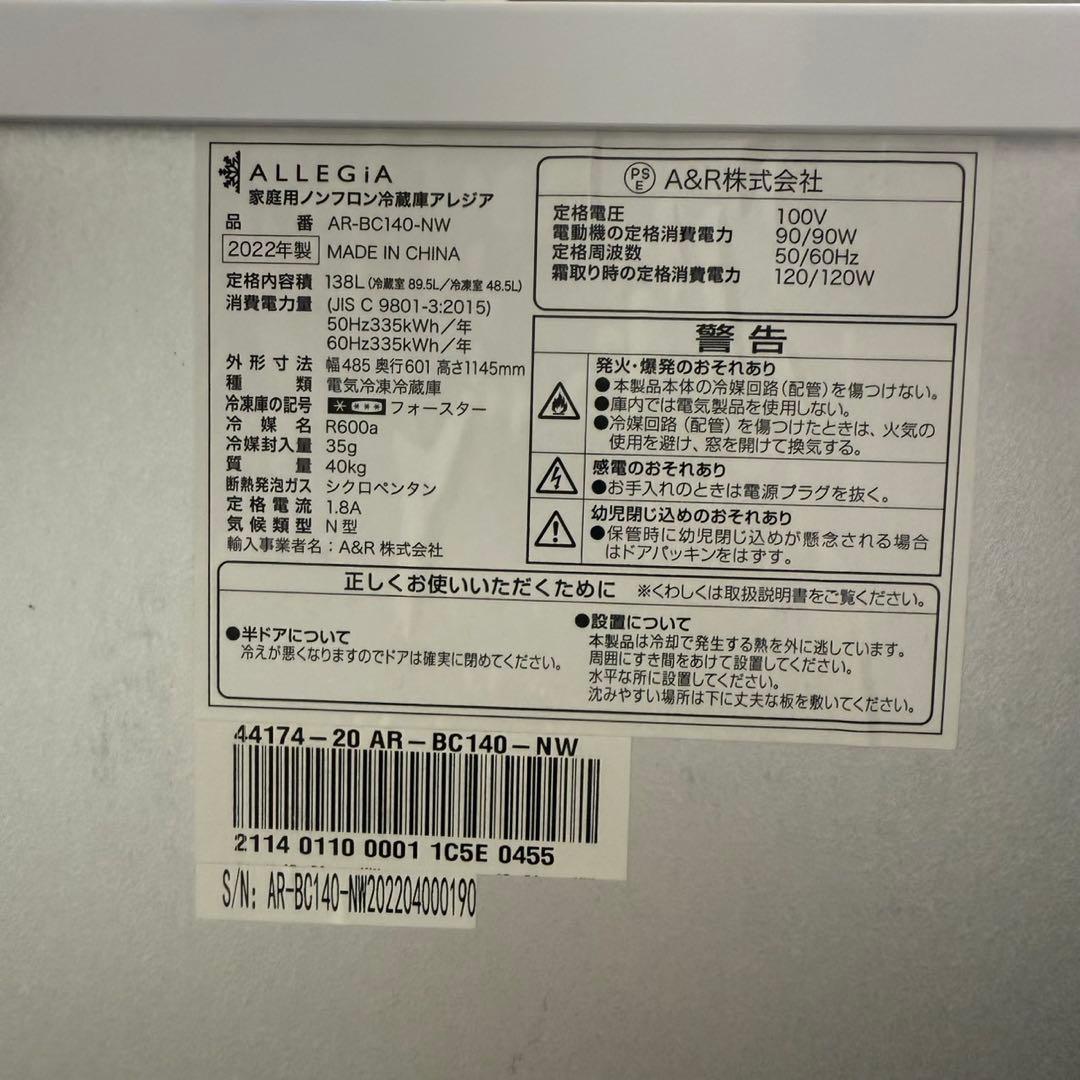 ALLEGiA
家庭用ノンフロン冷蔵庫アレジア
品番 AR-BC140-NW
2022年製 MADE IN CHINA
定格内容積 138L(冷蔵室 89.5L/冷凍室 48.5L)
消費電力量 (JIS C 9801-3:2015)
50Hz335kWh/年
60Hz335kWh/年
外形寸法 幅485 奥行601 高さ1145mm
種類 電気冷凍冷蔵庫
冷凍庫の記号 フォースター
冷媒名 R600a
冷媒封入量 35g
質量 40kg
断熱発泡ガス シクロペンタン
定格電流 1.8A
気候類型 N型
輸入事業者名:A&R株式会社
PSE A&R株式会社
定格電圧 100V
電動機の定格消費電力 90/90W
定格周波数 50/60Hz
霜取り時の定格消費電力 120/120W
警告
発火・爆発のおそれあり
●本製品本体の冷媒回路(配管)を傷つけない。
●庫内では電気製品を使用しない。
●冷媒回路(配管)を傷つけたときは、火気の
使用を避け、窓を開けて換気する。
感電のおそれあり
●お手入れのときは電源プラグを抜く。
幼児閉じ込めのおそれあり
●保管時に幼児閉じ込めが懸念される場合
はドアパッキンをはずす。
正しくお使いいただくために ※くわしくは取扱説明書をご覧ください。
●半ドアについて
冷えが悪くなりますのでドアは確実に閉めてください。
●設置について
本製品は冷却で発生する熱を外に逃しています。
周囲にすき間をあけて設置してください。
水平な所に設置してください。
沈みやすい場所は下に丈夫な板を敷いてください。
44174-20 AR-BC140-NW
2114 0110 0001 1C5E 0455
S/N: AR-BC140-NW202204000190